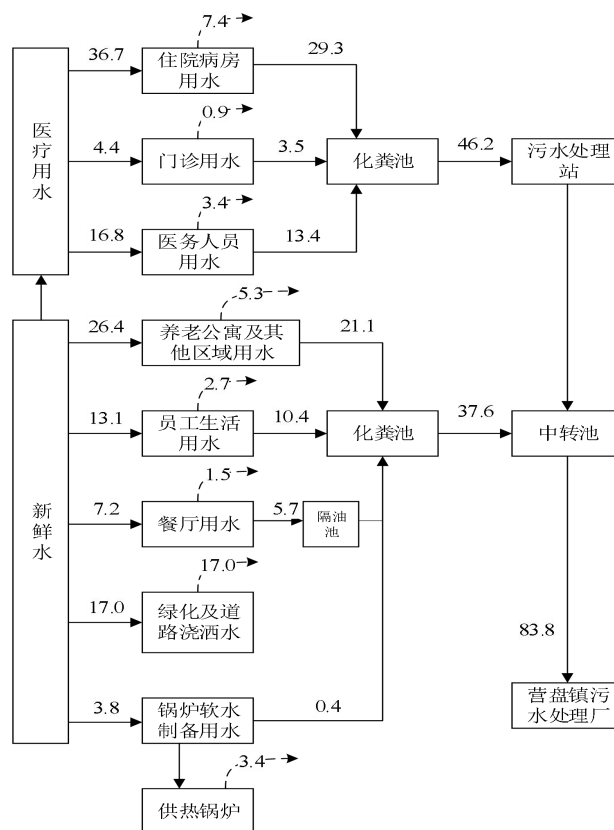 7.4
36.7
住院病房
用水
29.3
医疗用水
0.9
4.4
门诊用水
3.5
化粪池
46.2
污水处理
站
3.4
16.8
医务人员
用水
13.4
5.3
26.4
养老公寓及其
他区域用水
21.1
2.7
13.1
员工生活
用水
10.4
化粪池
37.6
中转池
新鲜水
1.5
7.2
餐厅用水
5.7
隔油
池
17.0
17.0
绿化及道
路浇洒水
83.8
3.8
锅炉软水
制备用水
0.4
营盘镇污
水处理厂
3.4
供热锅炉